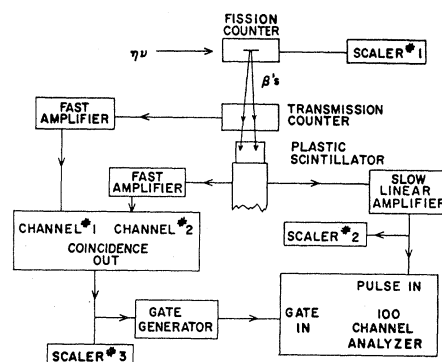 FISSION
COUNTER
ην
SCALER #1
β's
FAST
AMPLIFIER
TRANSMISSION
COUNTER
PLASTIC
SCINTILLATOR
FAST
AMPLIFIER
SLOW
LINEAR
AMPLIFIER
CHANNEL #1 CHANNEL #2
COINCIDENCE
OUT
SCALER #2
PULSE IN
GATE
GENERATOR
GATE
IN
100
CHANNEL
ANALYZER
SCALER #3